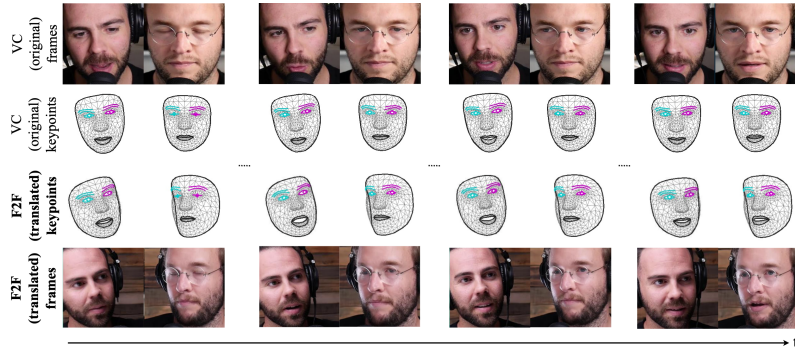 VC
(original)
frames
VC
(original)
keypoints
..... ..... .....
F2F
(translated)
keypoints
F2F
(translated)
frames
t